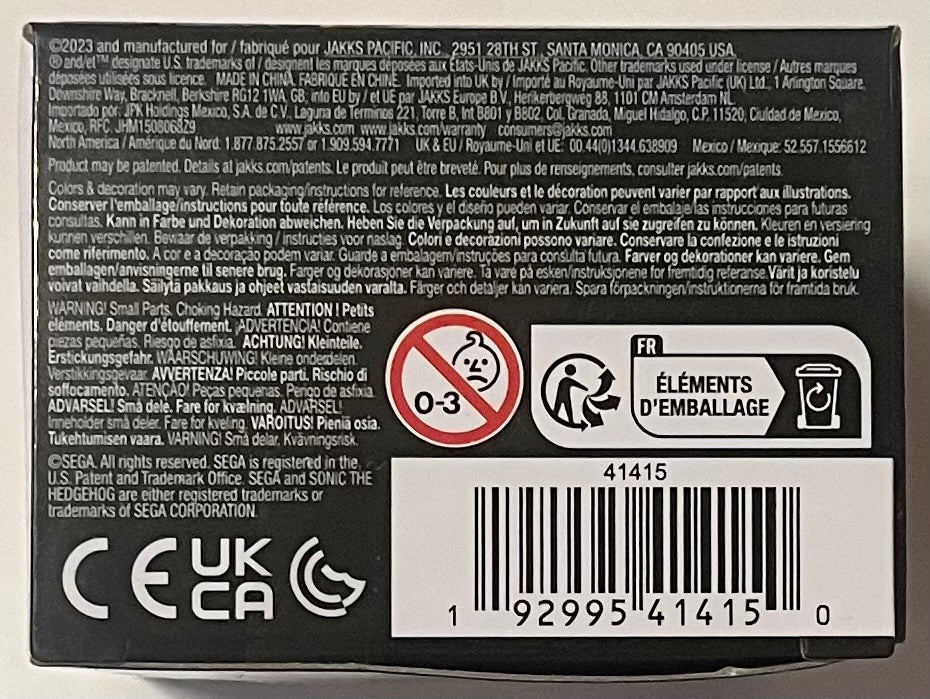 ©2023 and manufactured for / fabriqué pour JAKKS PACIFIC, INC., 2951 28TH ST., SANTA MONICA, CA 90405 USA.
® and/et ™ designate U.S. trademarks of / désignent les marques déposées aux États-Unis de JAKKS Pacific. Other trademarks used under license / Autres marques
déposées utilisées sous licence. MADE IN CHINA. FABRIQUÉ EN CHINE. Imported into UK by / Importé au Royaume-Uni par JAKKS Pacific (UK) Ltd., 1 Arlington Square,
Downshire Way, Bracknell, Berkshire RG12 1WA, GB, into EU by / et UE par JAKKS Europe B.V., Herikerbergweg 88, 1101 CM Amsterdam NL.
Importado por: JPK Holdings Mexico, S.A. de C.V., Laguna de Terminos 221, Torre B, Int B801 y B802, Col. Granada, Miguel Hidalgo, C.P. 11520, Ciuldad de Mexico,
Mexico, RFC. JHM1508063Z9 www.jakks.com www.jakks.com/warranty consumers@jakks.com
North America / Amérique du Nord: 1.877.875.2557 or 1.909.594.7771 UK & EU / Royaume-Uni et UE: 00.44(0)1344.638909 Mexico / Mexique: 52.557.1556612
Product may be patented. Details at jakks.com/patents. Le produit peut être breveté. Pour plus de renseignements, consulter jakks.com/patents.
Colors & decoration may vary. Retain packaging/instructions for reference. Les couleurs et le décoration peuvent varier par rapport aux illustrations.
Conserver l'emballage/instructions pour toute référence. Los colores y el diseño pueden variar. Conservar el embalaje/las instrucciones para futuras
consultas. Kann in Farbe und Dekoration abweichen. Heben Sie die Verpackung auf, um in Zukunft auf sie zugreifen zu können. Kleuren en versiering
kunnen verschillen. Bewaar de verpakking / instructies voor naslag. Colori e decorazioni possono variare. Conservare la confezione e le istruzioni
come riferimento. A cor e a decoração podem variar. Guarde a embalagem/instruções para consulta futura. Farver og dekorationer kan variere. Gem
emballagen/anvisningerne til senere brug. Farger og dekorasjoner kan variere. Ta vare på esken/instruksjonene for fremtidig referanse. Värit ja koristelu
voivat vaihdella. Säilytä pakkaus ja ohjeet vastaisuuden varalta. Färger och detaljer kan variera. Spara förpackningen/instruktionerna för framtida bruk.
WARNING! Small Parts. Choking Hazard. ATTENTION ! Petits
éléments. Danger d'étouffement. ¡ADVERTENCIA! Contiene
piezas pequeñas. Riesgo de asfixia. ACHTUNG! Kleinteile.
Erstickungsgefahr. WAARSCHUWING! Kleine onderdelen.
Verstikkingsgevaar. AVVERTENZA! Piccole parti. Rischio di
soffocamento. ATENÇÃO! Peças pequenas. Perigo de asfixia.
ADVARSEL! Små dele. Fare for kvælning. ADVARSEL!
Inneholder små deler. Fare for kveling. VAROITUS! Pieniä osia.
Tukehtumisen vaara. VARNING! Små delar. Kvävningsrisk.
0-3
FR
ÉLÉMENTS
D'EMBALLAGE
©SEGA. All rights reserved. SEGA is registered in the
U.S. Patent and Trademark Office. SEGA and SONIC THE
HEDGEHOG are either registered trademarks or
trademarks of SEGA CORPORATION.
CE UK
CA
41415
1 92995 41415 0